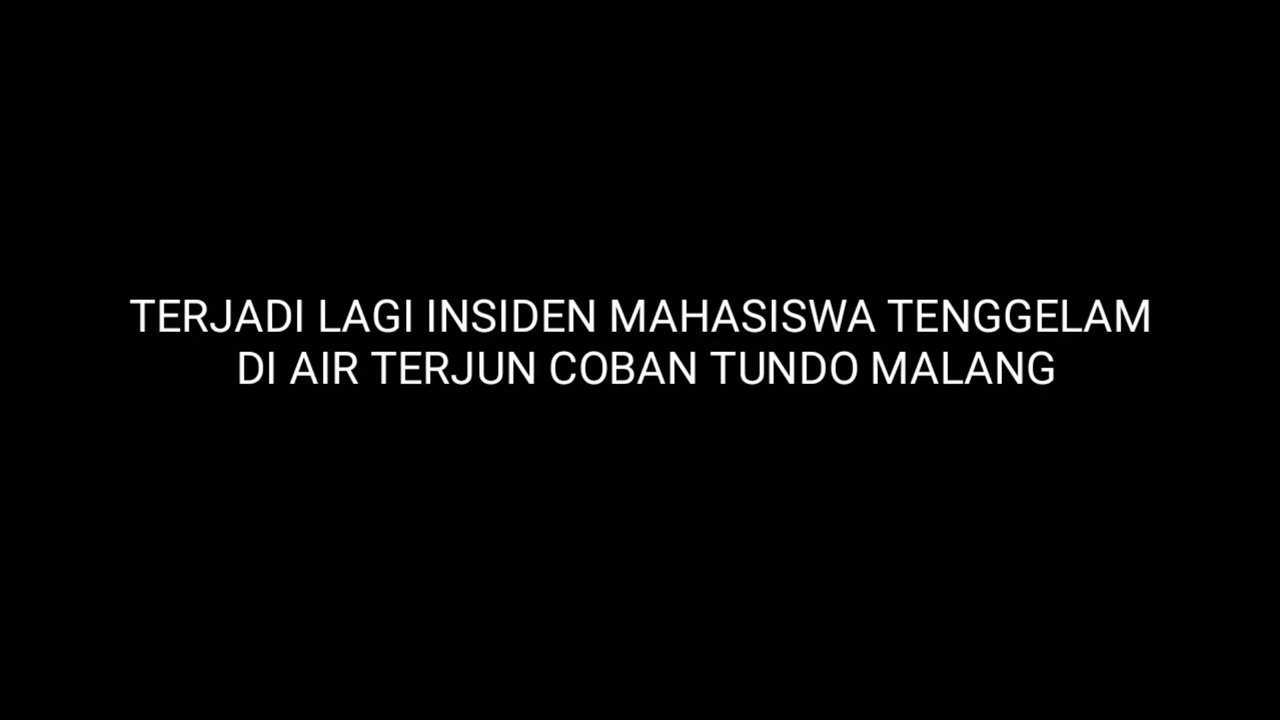 TERJADI LAGI INSIDEN MAHASISWA TENGGELAM
DI AIR TERJUN COBAN TUNDO MALANG